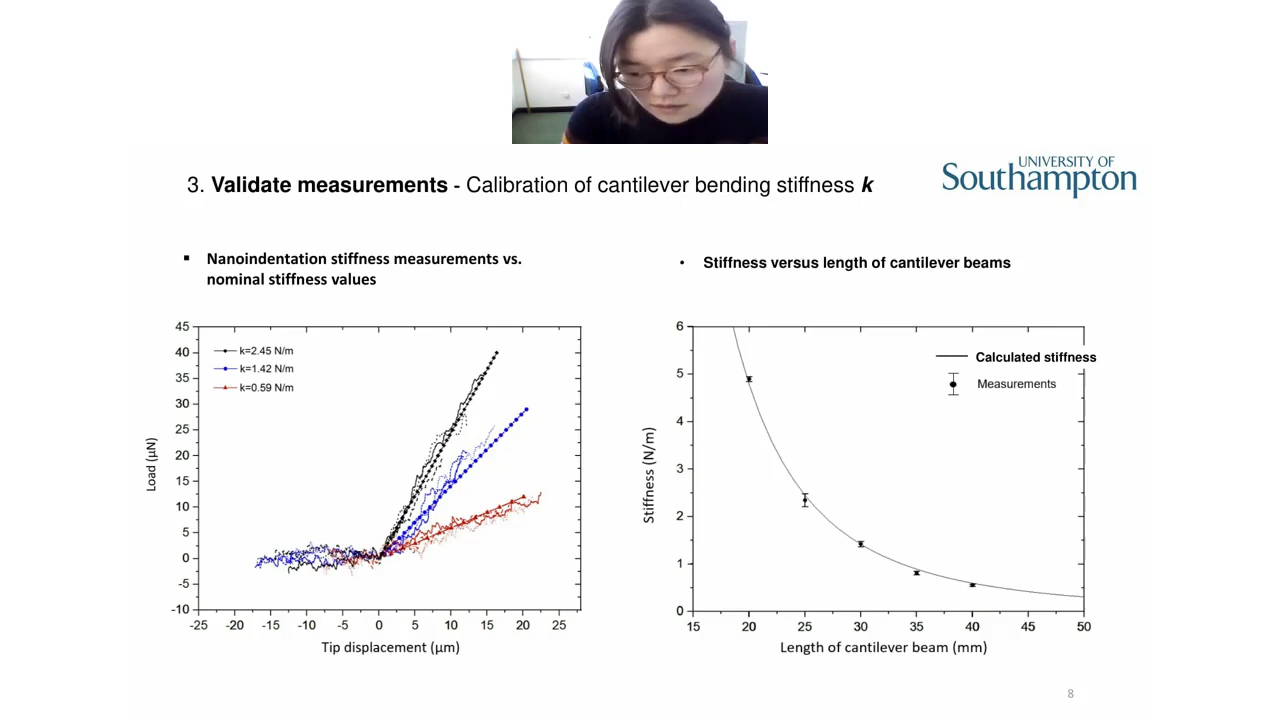 UNIVERSITY OF
Southampton
3. Validate measurements - Calibration of cantilever bending stiffness k
▪ Nanoindentation stiffness measurements vs.
nominal stiffness values
• Stiffness versus length of cantilever beams
45
40
35
30
25
20
15
10
5
0
-5
-10
Load (µN)
k=2.45 N/m
k=1.42 N/m
k=0.59 N/m
-25 -20 -15 -10 -5 0 5 10 15 20 25
Tip displacement (µm)
6
5
4
3
2
1
0
Stiffness (N/m)
Calculated stiffness
Measurements
15 20 25 30 35 40 45 50
Length of cantilever beam (mm)
8